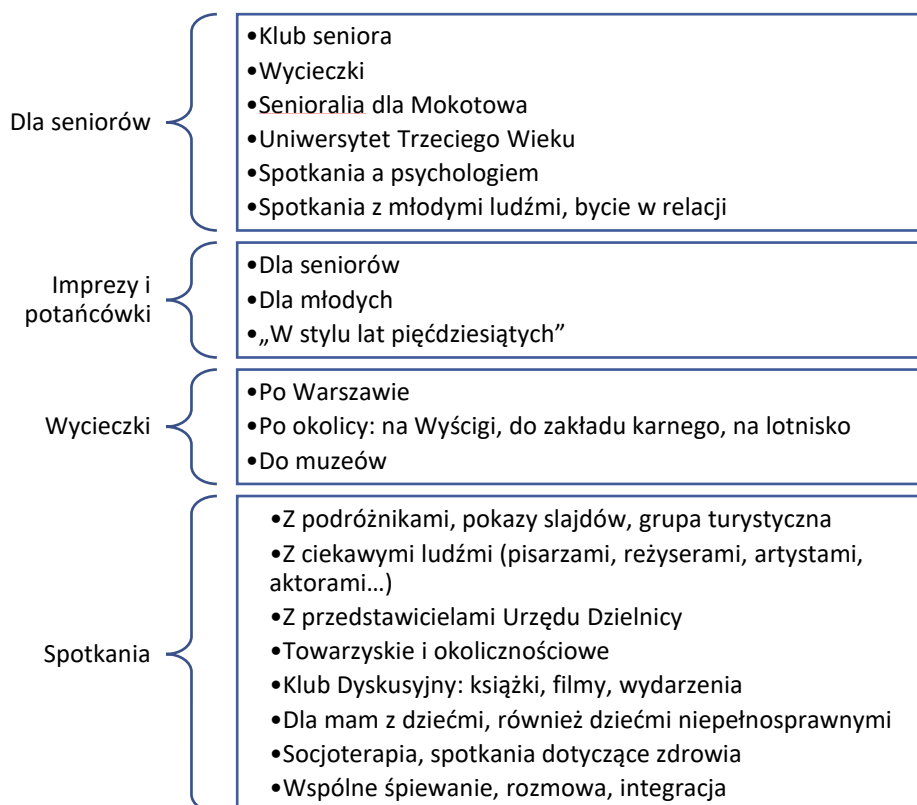 Dla seniorów
•Klub seniora
•Wycieczki
•Senioralia dla Mokotowa
•Uniwersytet Trzeciego Wieku
•Spotkania a psychologiem
•Spotkania z młodymi ludźmi, bycie w relacji
Imprezy i
potańcówki
•Dla seniorów
•Dla młodych
•„W stylu lat pięćdziesiątych”
Wycieczki
•Po Warszawie
•Po okolicy: na Wyścigi, do zakładu karnego, na lotnisko
•Do muzeów
Spotkania
•Z podróżnikami, pokazy slajdów, grupa turystyczna
•Z ciekawymi ludźmi (pisarzami, reżyserami, artystami,
aktorami…)
•Z przedstawicielami Urzędu Dzielnicy
•Towarzyskie i okolicznościowe
•Klub Dyskusyjny: książki, filmy, wydarzenia
•Dla mam z dziećmi, również dziećmi niepełnosprawnymi
•Socjoterapia, spotkania dotyczące zdrowia
•Wspólne śpiewanie, rozmowa, integracja